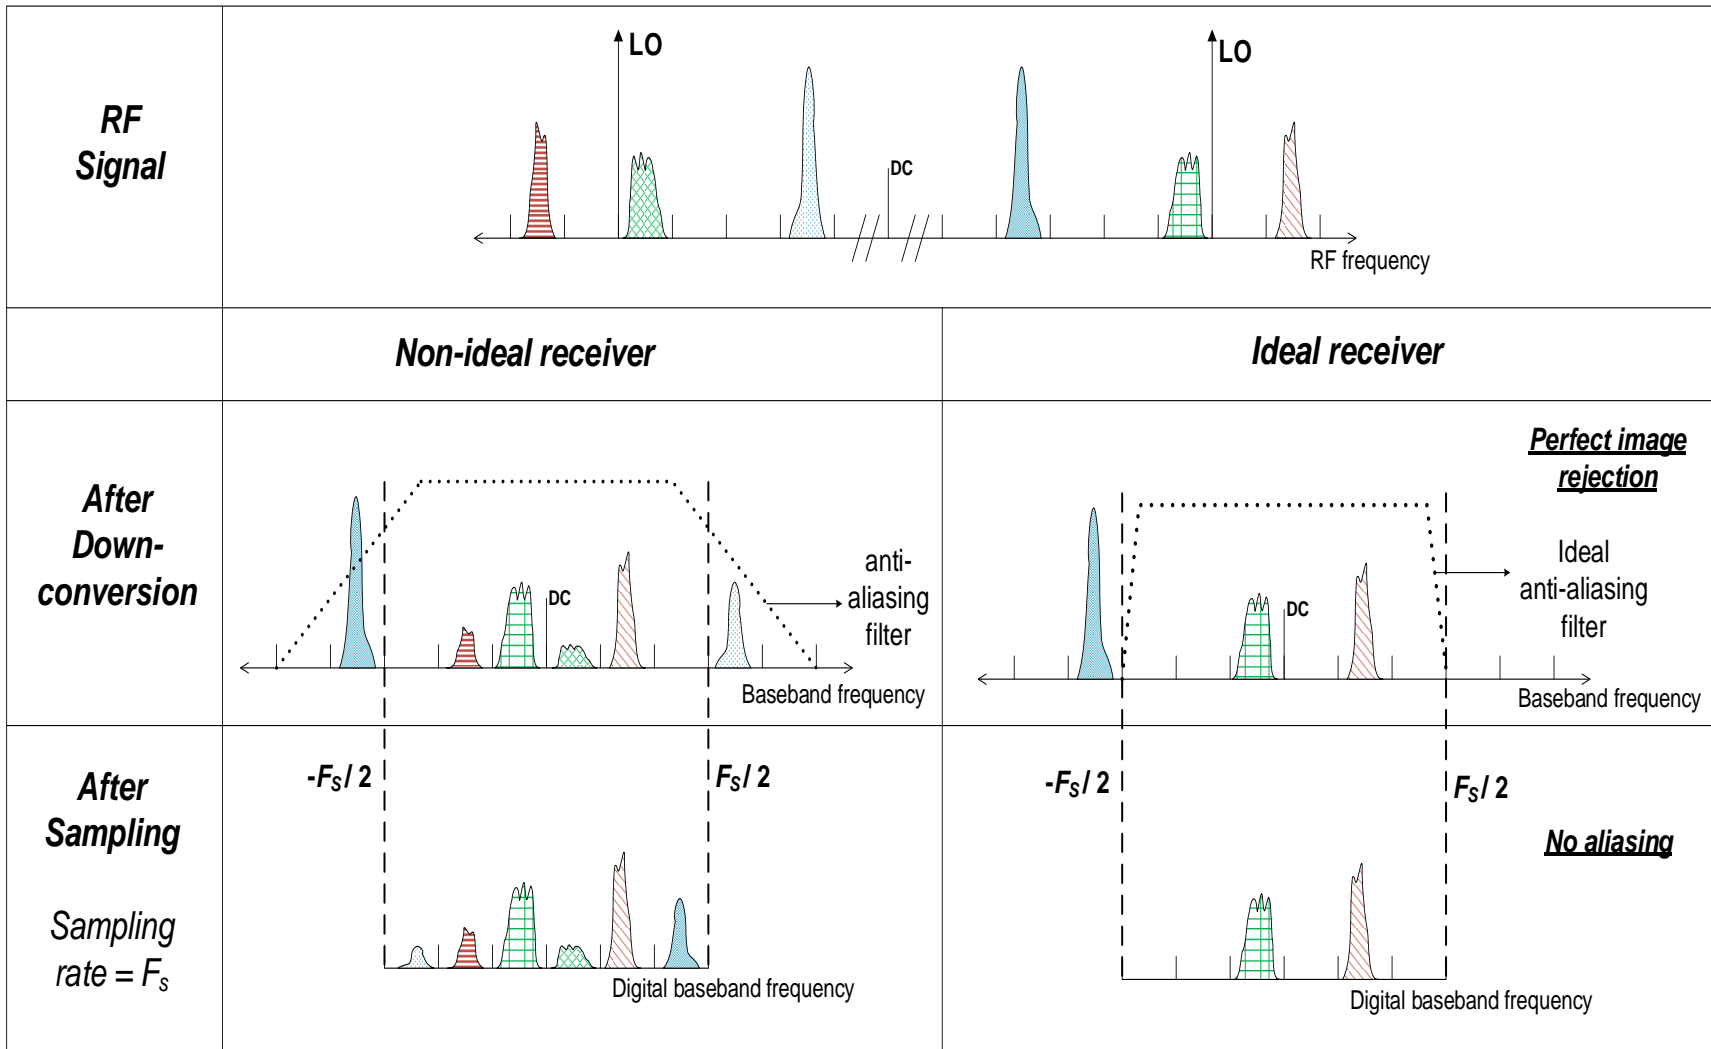 RF
Signal
LO
DC
LO
RF frequency
Non-ideal receiver
Ideal receiver
After
Down-
conversion
DC
anti-
aliasing
filter
Baseband frequency
Perfect image
rejection
DC
Ideal
anti-aliasing
filter
Baseband frequency
After
Sampling
Sampling
rate = FS
-FS / 2
FS / 2
Digital baseband frequency
-FS / 2
FS / 2
No aliasing
Digital baseband frequency